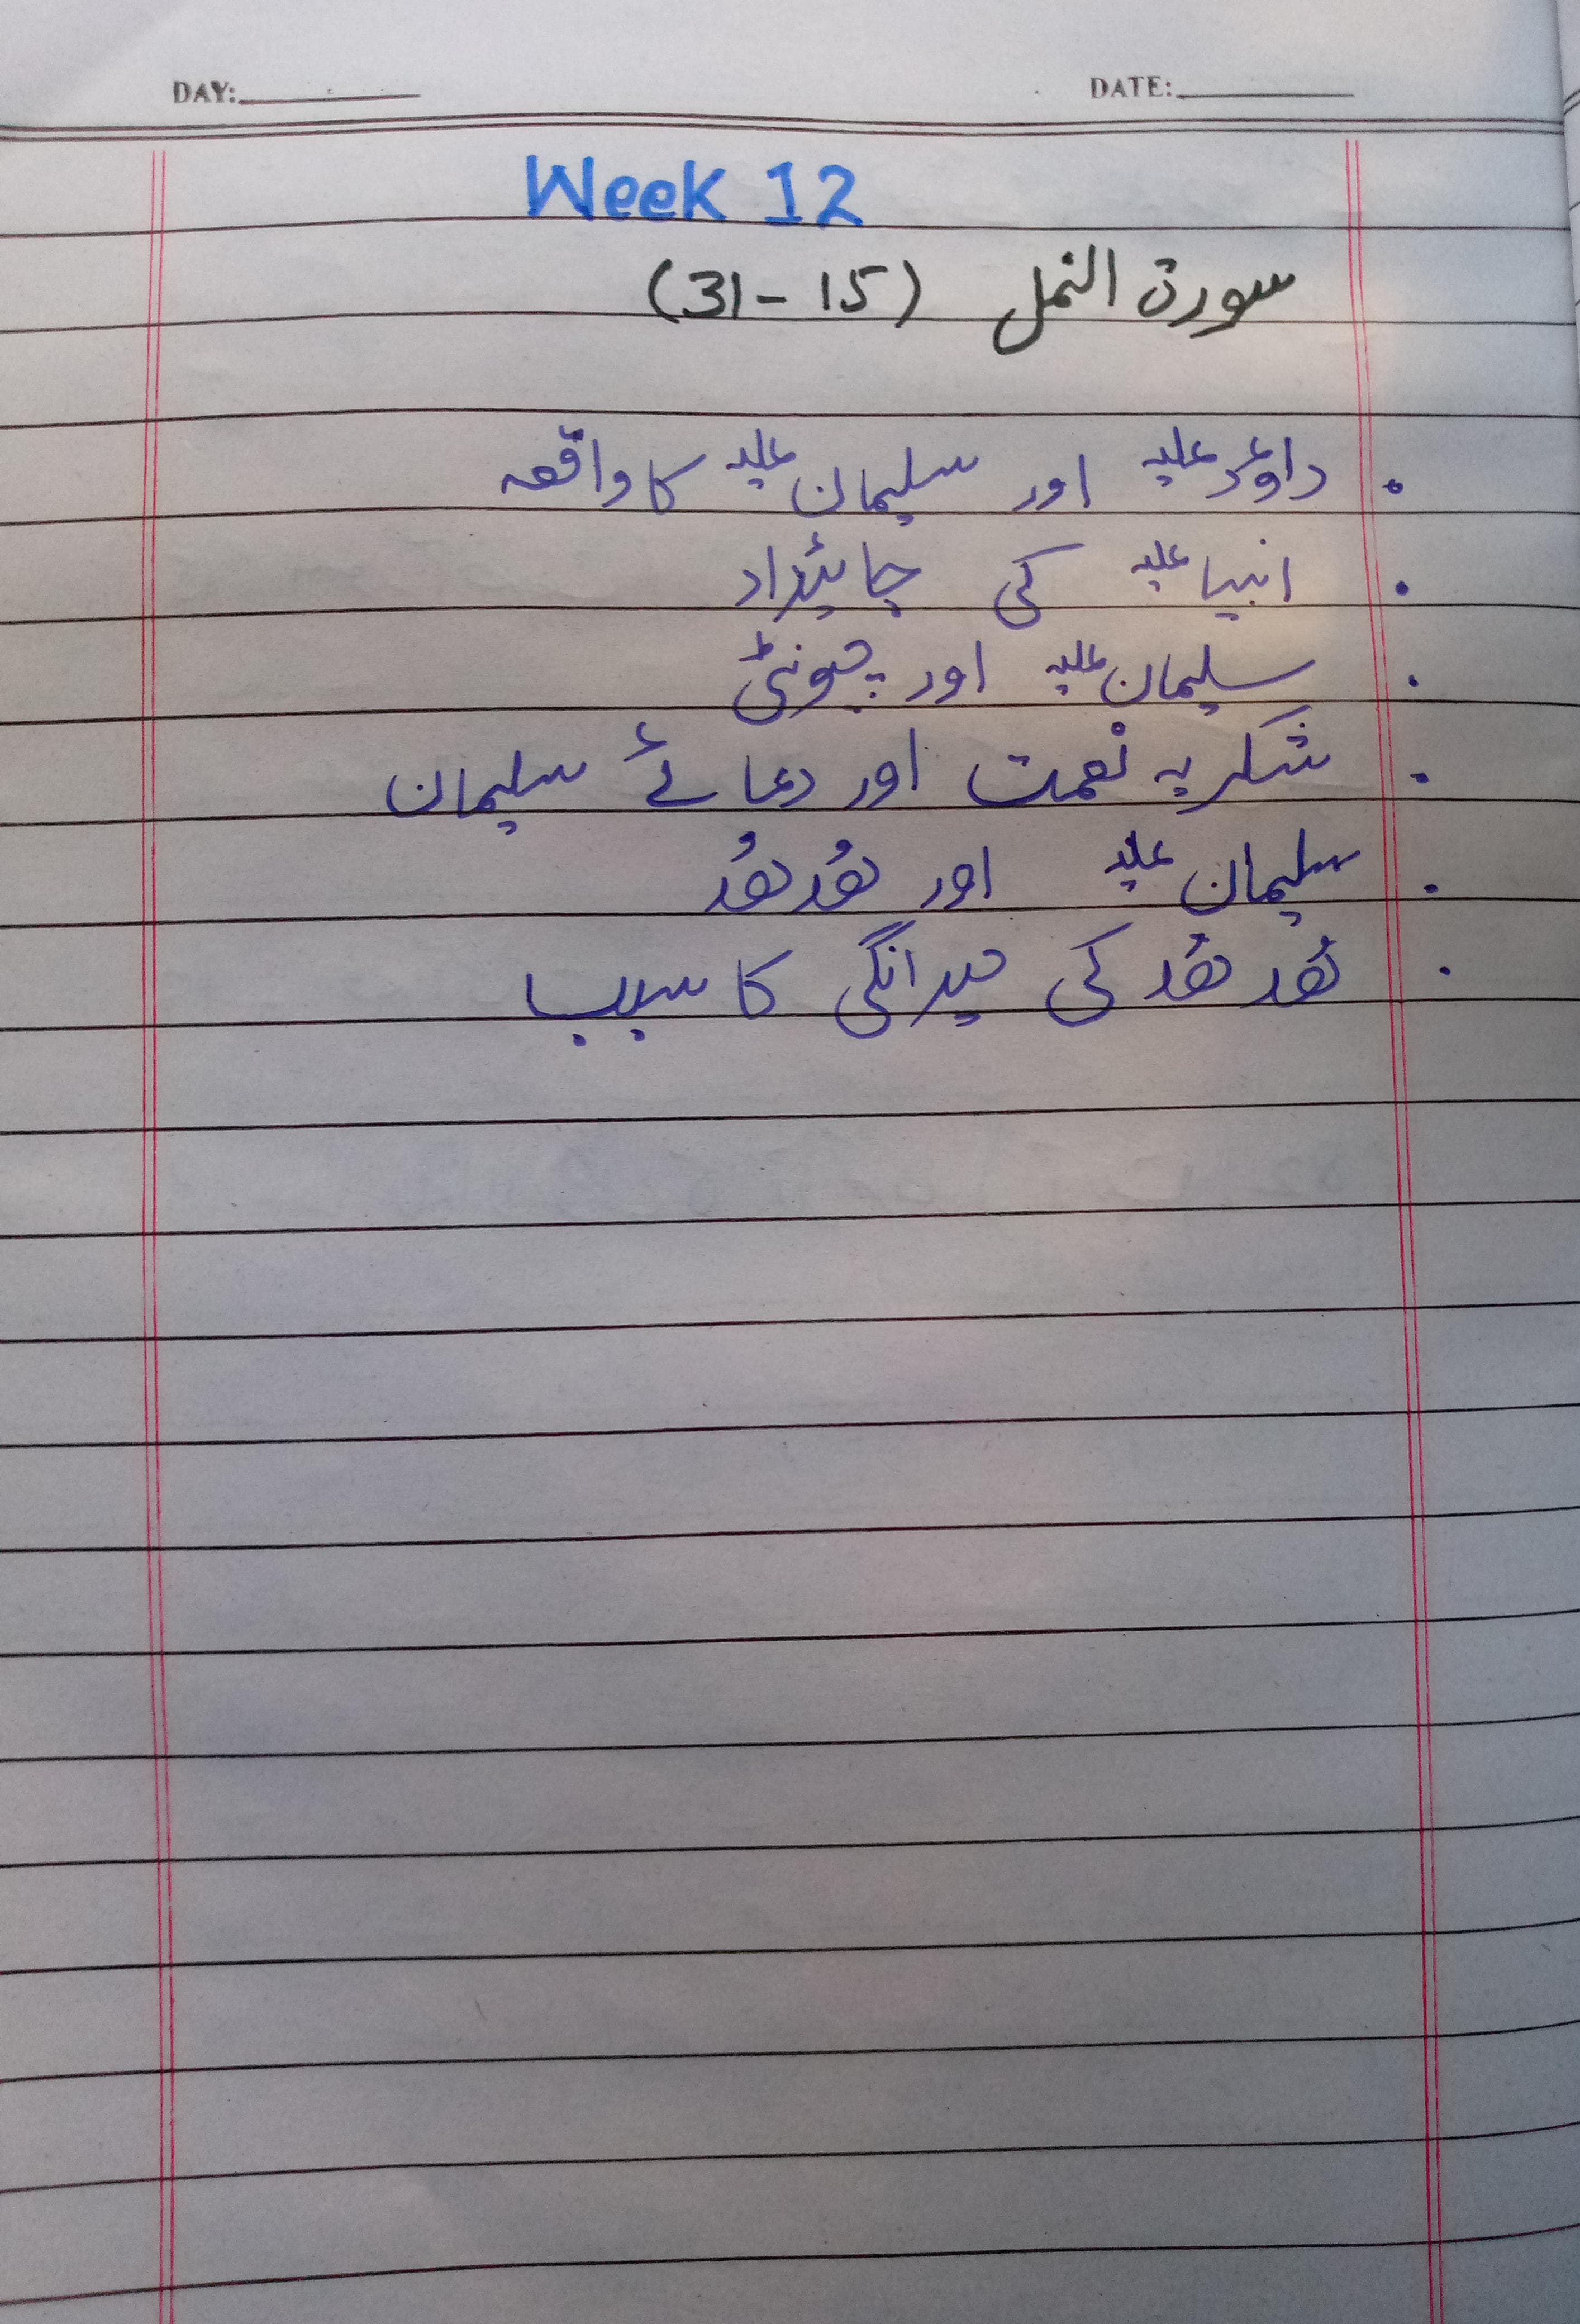 DAY: DATE:
Week 12
سورۃ النمل (15 - 31)
. داؤد علیہ اور سلیمان علیہ کا واقعہ
. انبیا علیہ کی جائیداد
. سلیمان علیہ اور چیونٹی
. شکریہ نعمت اور دعائے سلیمان
. سلیمان علیہ اور ھُدھُد
. ھُدھُد کی حیرانگی کا سبب